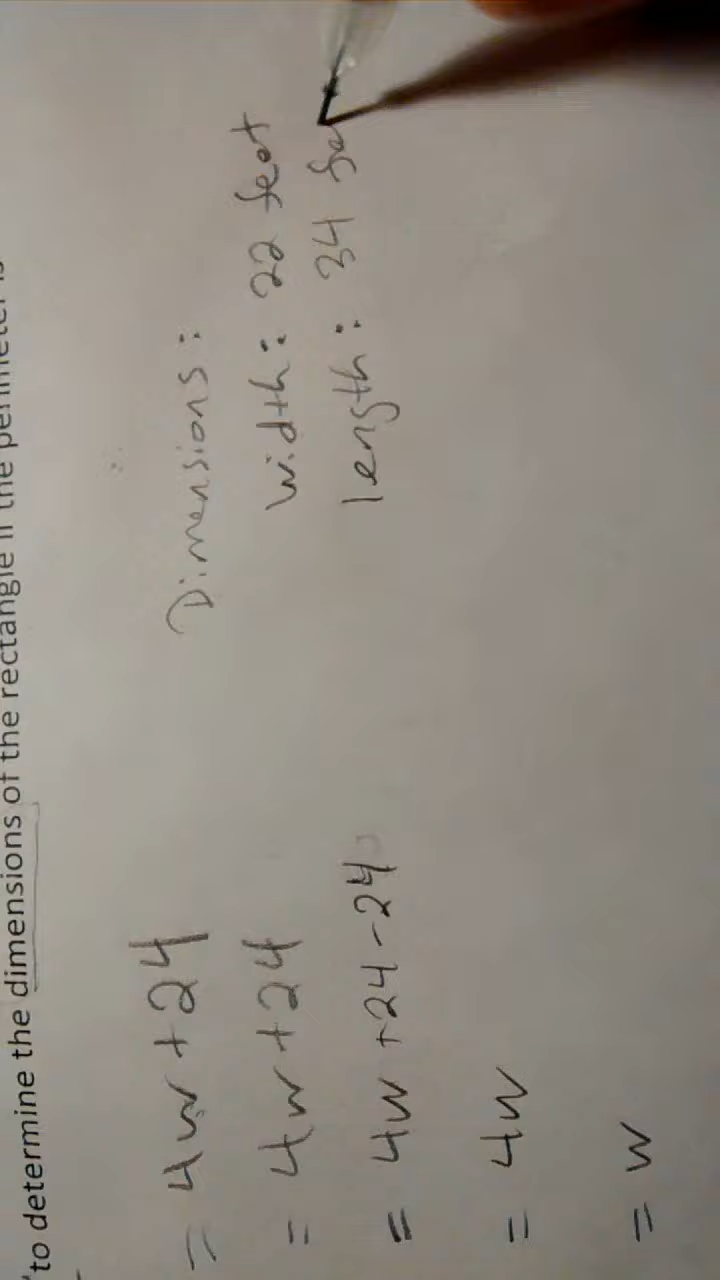 to determine the dimensions of the rectangle if the perimeter is
= 4w + 24
= 4w + 24
= 4w + 24 - 24
= 4w
= w
Dimensions:
width: 22 feet
length: 34 fe